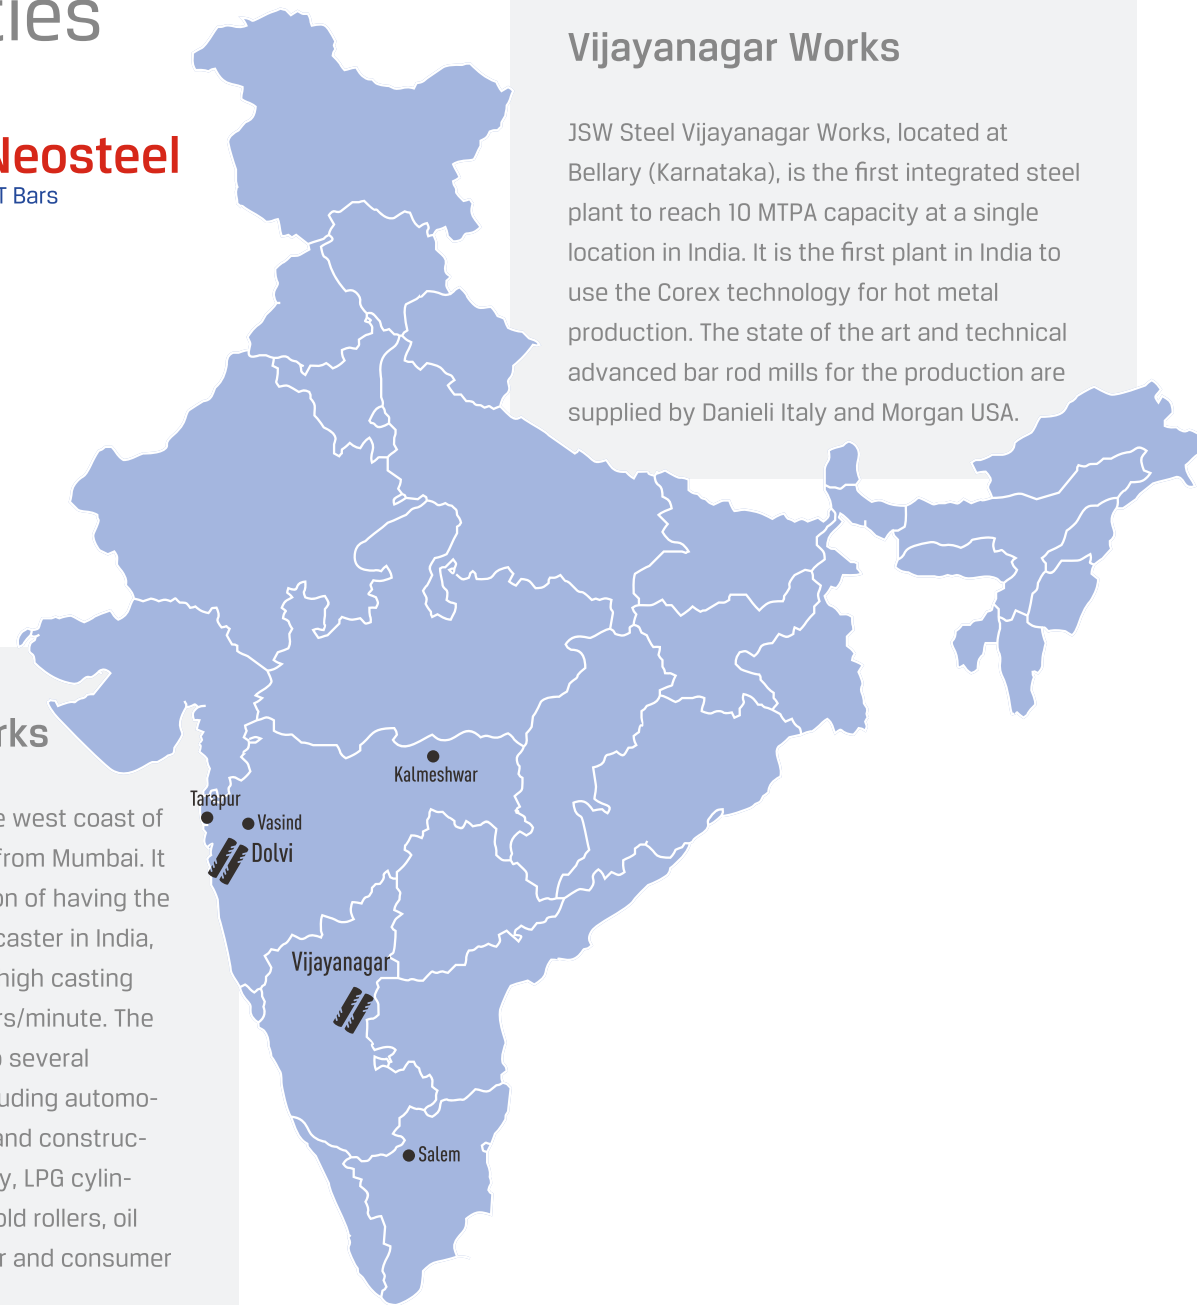 ties
Neosteel
T Bars
Vijayanagar Works
JSW Steel Vijayanagar Works, located at
Bellary (Karnataka), is the first integrated steel
plant to reach 10 MTPA capacity at a single
location in India. It is the first plant in India to
use the Corex technology for hot metal
production. The state of the art and technical
advanced bar rod mills for the production are
supplied by Danieli Italy and Morgan USA.
rks
e west coast of
from Mumbai. It
on of having the
caster in India,
high casting
rs/minute. The
o several
uding automo-
and construc-
y, LPG cylin-
old rollers, oil
r and consumer
Kalmeshwar
Tarapur
Vasind
Dolvi
Vijayanagar
Salem